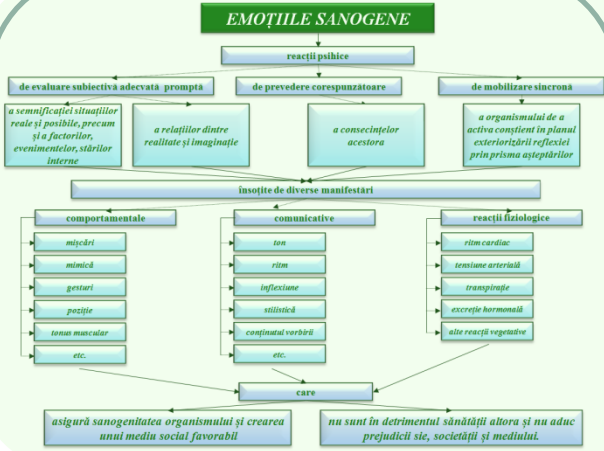 EMOȚIILE SANOGENE
reacții psihice
de evaluare subiectivă adecvată promptă
de prevedere corespunzătoare
de mobilizare sincronă
a semnificației situațiilor
reale și posibile, precum
și a factorilor,
evenimentelor, stărilor
interne
a relațiilor dintre
realitate și imaginație
a consecințelor
acestora
a organismului de a
activa conștient în planul
exteriorizării reflexiei
prin prisma așteptărilor
însoțite de diverse manifestări
comportamentale
mișcări
mimică
gesturi
poziție
tonus muscular
etc.
comunicative
ton
ritm
inflexiune
stilistică
conținutul vorbirii
etc.
reacții fiziologice
ritm cardiac
tensiune arterială
transpirație
excreție hormonală
alte reacții vegetative
care
asigură sanogenitatea organismului și crearea
unui mediu social favorabil
nu sunt în detrimentul sănătății altora și nu aduc
prejudicii sie, societății și mediului.